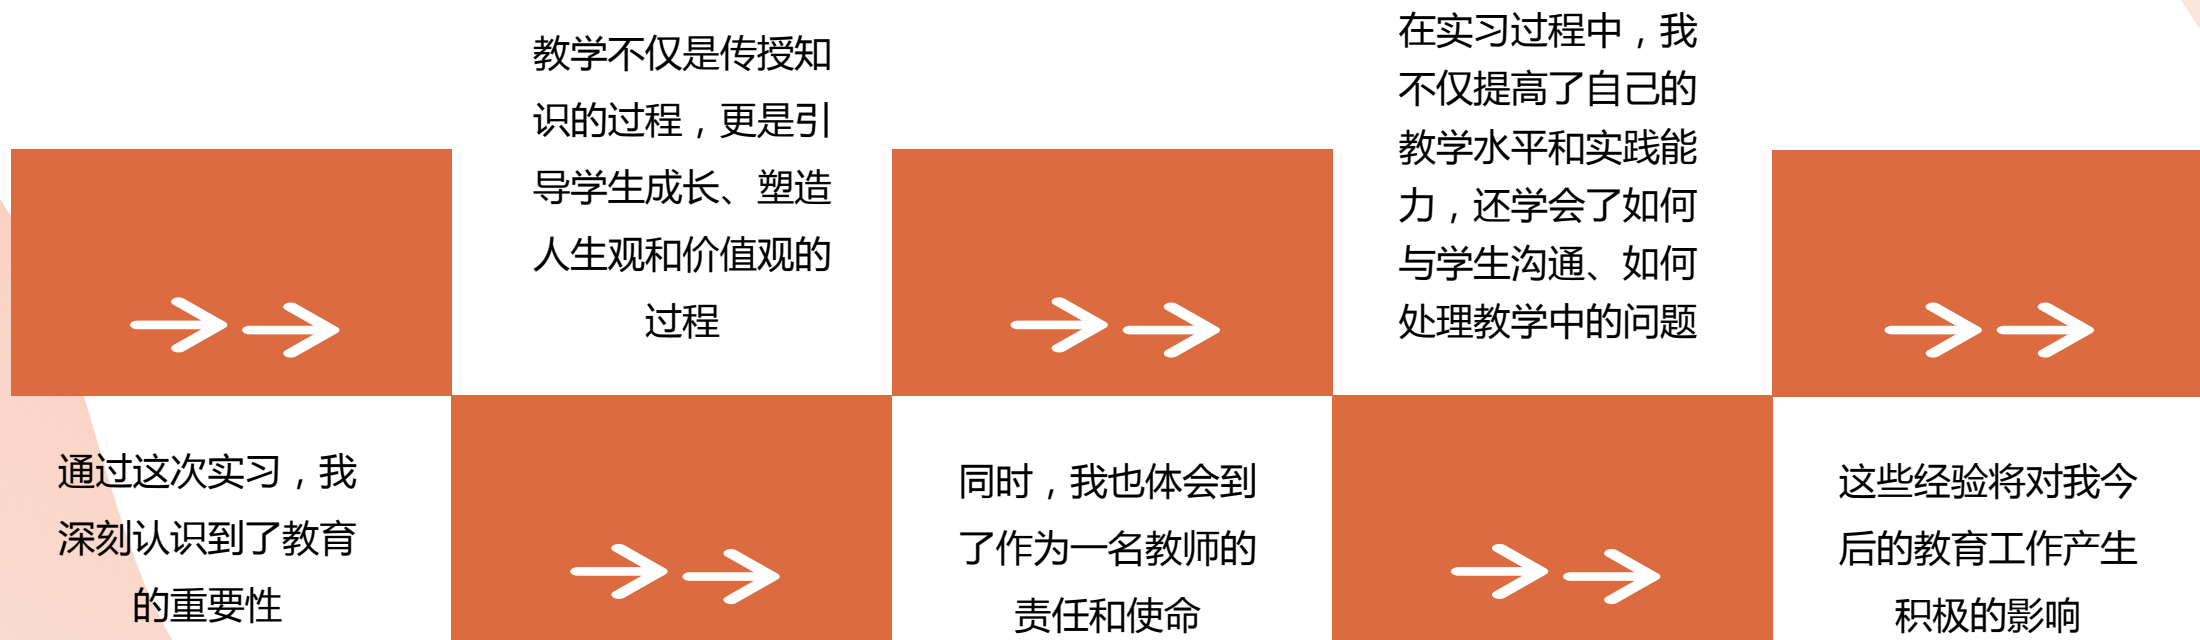 通过这次实习，我
深刻认识到了教育
的重要性
教学不仅是传授知
识的过程，更是引
导学生成长、塑造
人生观和价值观的
过程
同时，我也体会到
了作为一名教师的
责任和使命
在实习过程中，我
不仅提高了自己的
教学水平和实践能
力，还学会了如何
与学生沟通、如何
处理教学中的问题
这些经验将对我今
后的教育工作产生
积极的影响